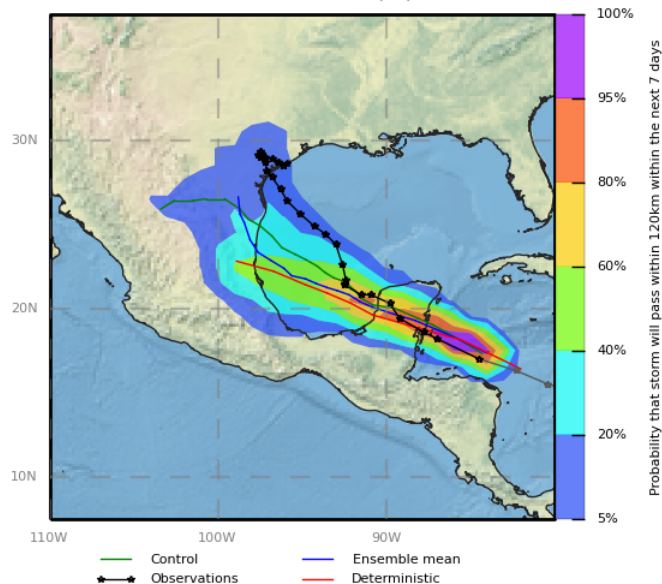 100%
95%
80%
60%
40%
20%
5%
Probability that storm will pass within 120km within the next 7 days
30N
20N
10N
110W
100W
90W
Control
Ensemble mean
Observations
Deterministic